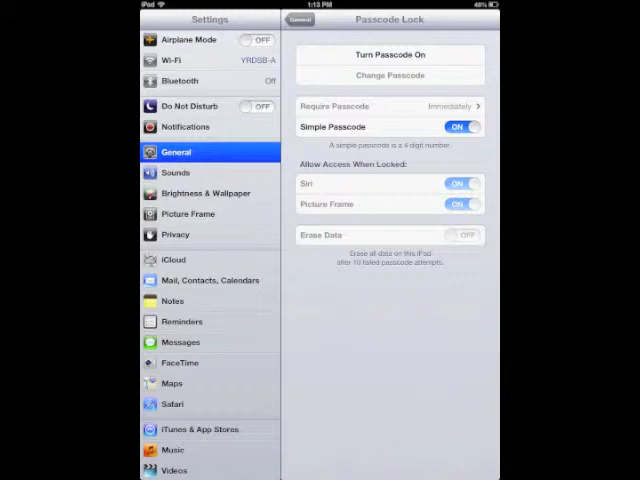 iPad
1:13 PM
48%
Settings
Airplane Mode OFF
Wi-Fi YRDSB-A
Bluetooth Off
Do Not Disturb OFF
Notifications
General
Sounds
Brightness & Wallpaper
Picture Frame
Privacy
iCloud
Mail, Contacts, Calendars
Notes
Reminders
Messages
FaceTime
Maps
Safari
iTunes & App Stores
Music
Videos
General
Passcode Lock
Turn Passcode On
Change Passcode
Require Passcode Immediately
Simple Passcode ON
A simple passcode is a 4 digit number.
Allow Access When Locked:
Siri ON
Picture Frame ON
Erase Data OFF
Erase all data on this iPad
after 10 failed passcode attempts.